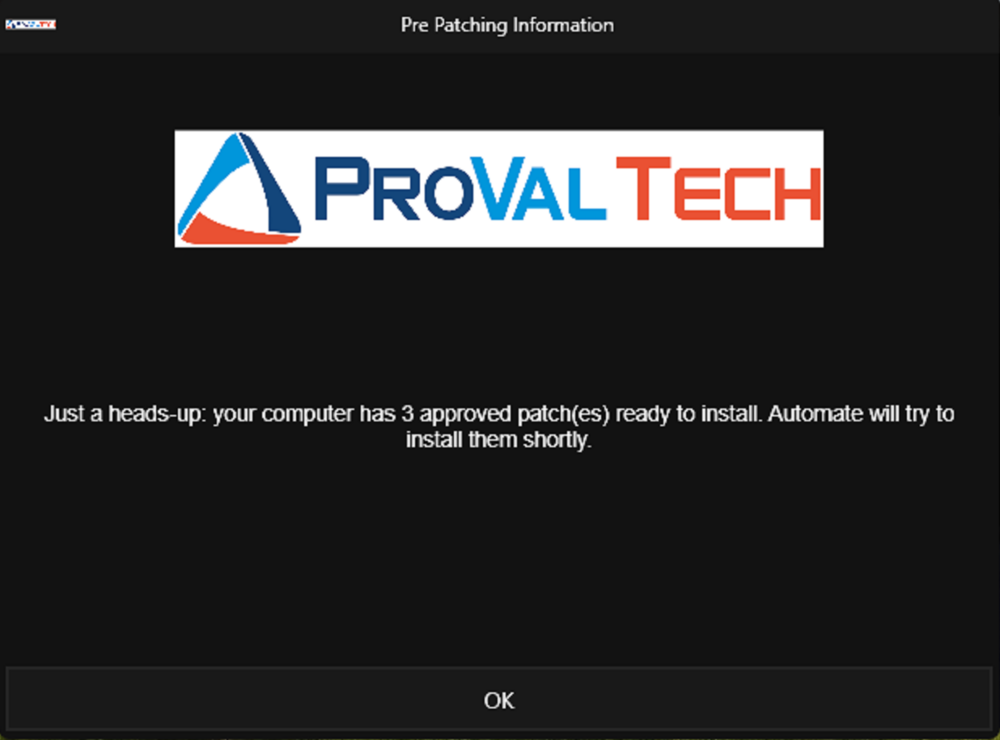 Pre Patching Information
PROVAL TECH
Just a heads-up: your computer has 3 approved patch(es) ready to install. Automate will try to
install them shortly.
OK